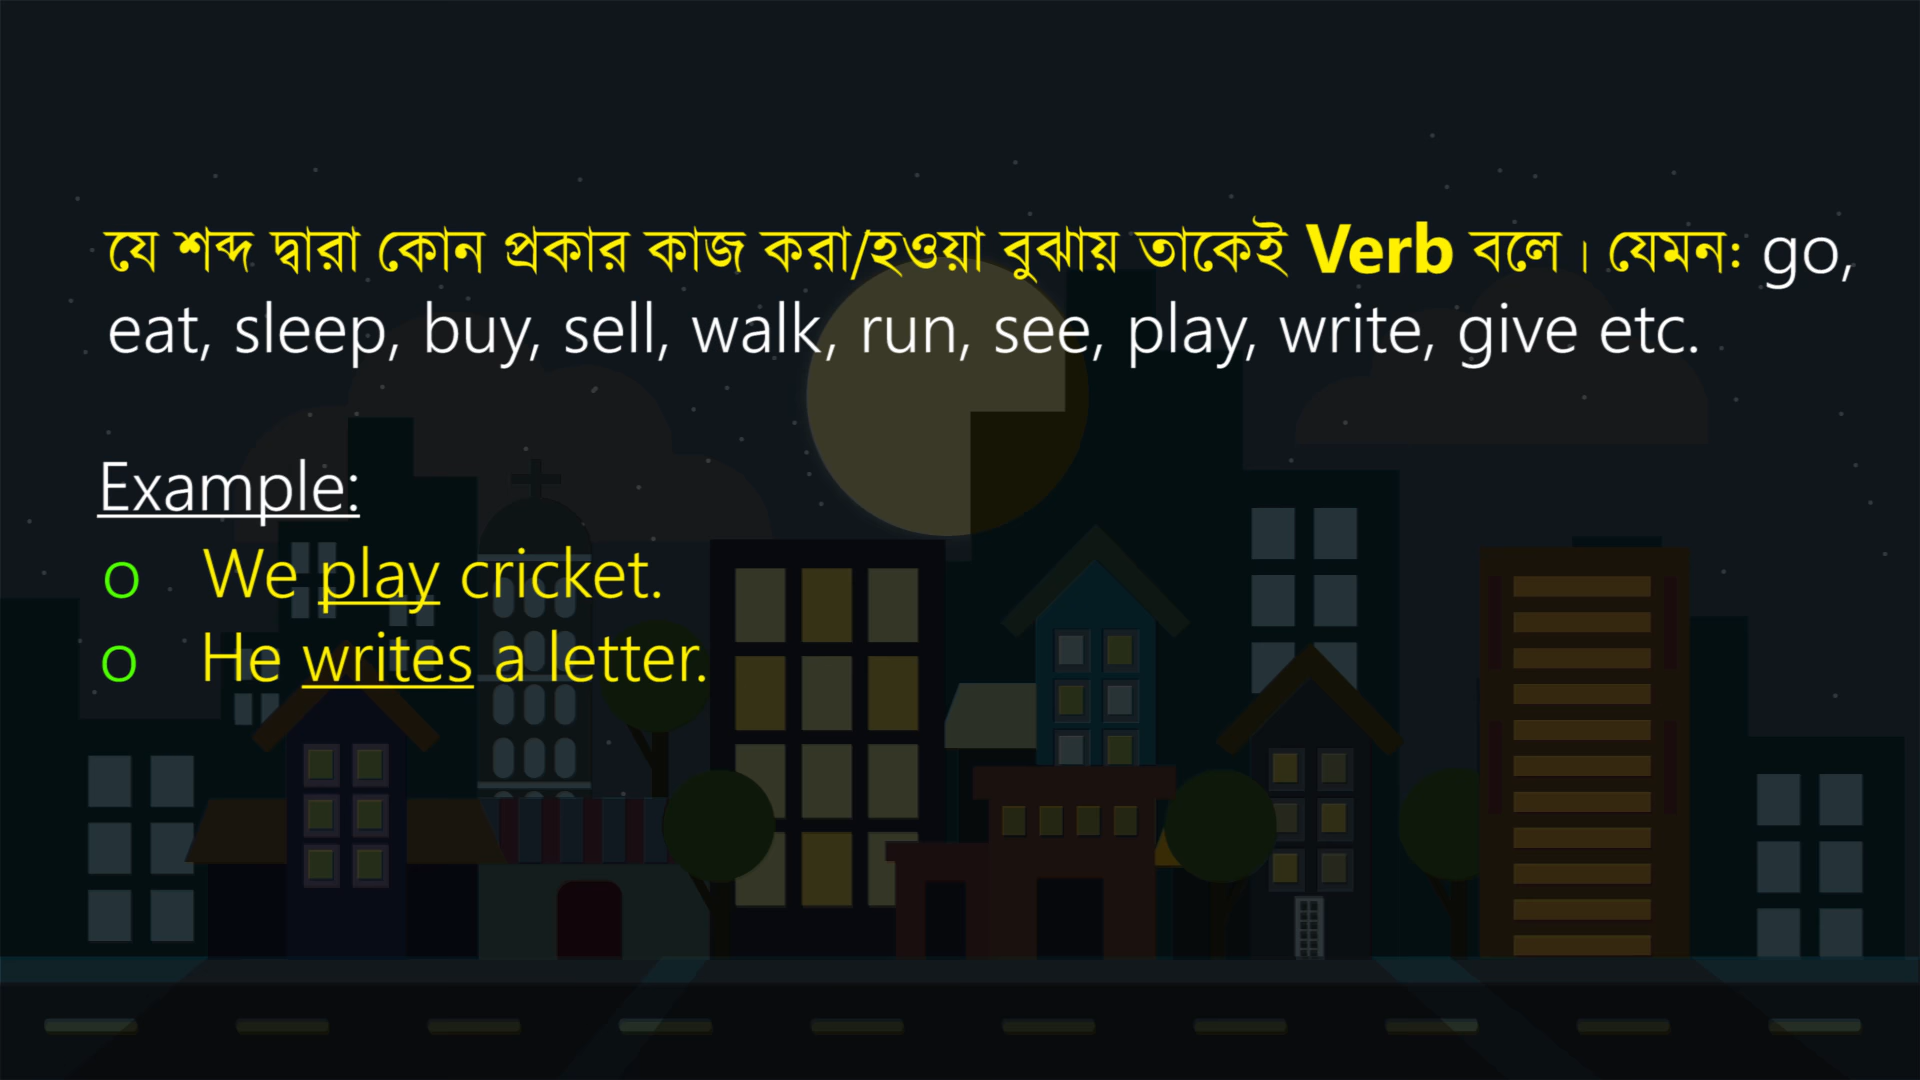 যে শব্দ দ্বারা কোন প্রকার কাজ করা/হওয়া বুঝায় তাকেই Verb বলে। যেমনঃ go,
eat, sleep, buy, sell, walk, run, see, play, write, give etc.
Example:
o We play cricket.
o He writes a letter.